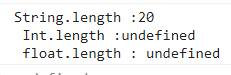 String.length :20
Int.length :undefined
float.length : undefined